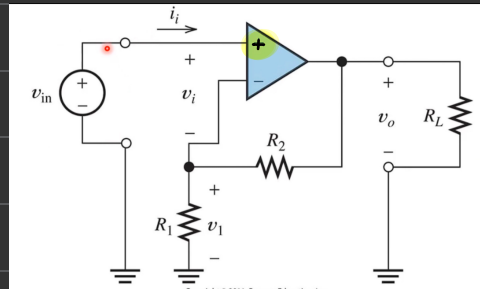 i_i
+
+
+
v_in
−
v_i
−
−
+
v_o
R_L
R_2
−
+
R_1
v_1
−